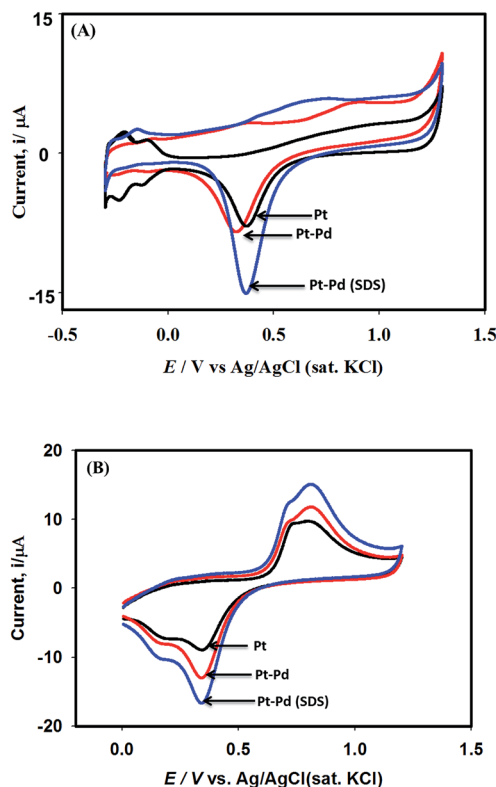 (A)
15
0
-15
Current, i/ µA
Pt
Pt-Pd
Pt-Pd (SDS)
-0.5 0.0 0.5 1.0 1.5
E / V vs Ag/AgCl (sat. KCl)
(B)
20
10
0
-10
-20
Current, i/µA
Pt
Pt-Pd
Pt-Pd (SDS)
0.0 0.5 1.0 1.5
E / V vs. Ag/AgCl(sat. KCl)